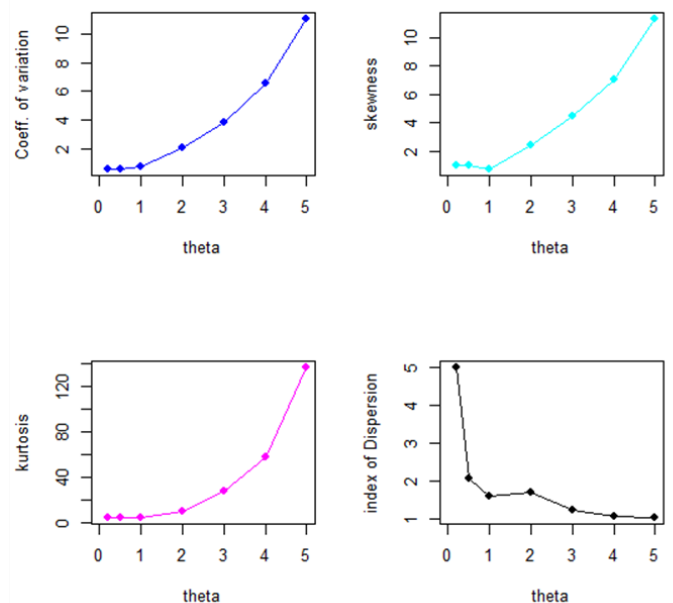 Coeff. of variation
10
8
6
4
2
0 1 2 3 4 5
theta
skewness
10
8
6
4
2
0 1 2 3 4 5
theta
kurtosis
120
80
40
0
0 1 2 3 4 5
theta
index of Dispersion
5
4
3
2
1
0 1 2 3 4 5
theta